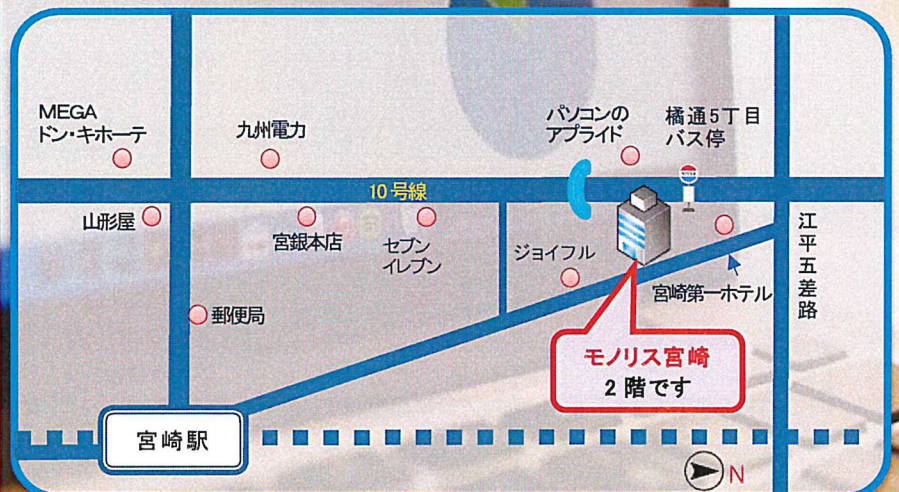 MEGA
ドン・キホーテ
九州電力
パソコンの
アプライド
橘通5丁目
バス停
10号線
山形屋
宮銀本店
セブン
イレブン
ジョイフル
宮崎第一ホテル
江平五差路
郵便局
モノリス宮崎
2階です
宮崎駅
N